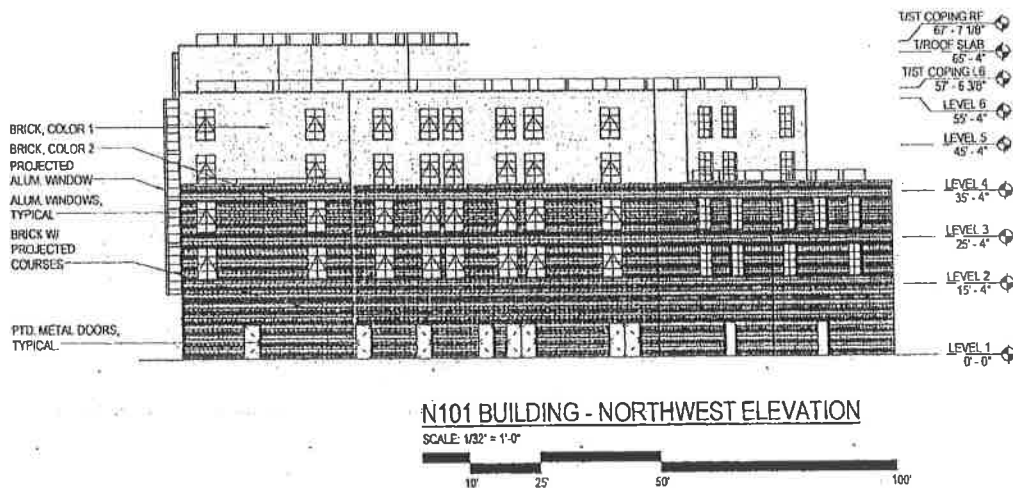 T/ST COPING RF
67' - 7 1/8"
T/ROOF SLAB
65' - 4"
T/ST COPING L6
57' - 6 3/8"
LEVEL 6
55' - 4"
LEVEL 5
45' - 4"
LEVEL 4
35' - 4"
LEVEL 3
25' - 4"
LEVEL 2
15' - 4"
LEVEL 1
0' - 0"
BRICK, COLOR 1
BRICK, COLOR 2
PROJECTED
ALUM. WINDOW
ALUM. WINDOWS,
TYPICAL
BRICK W/
PROJECTED
COURSES
PTD. METAL DOORS,
TYPICAL
N101 BUILDING - NORTHWEST ELEVATION
SCALE: 1/32" = 1'-0"
10' 25' 50' 100'